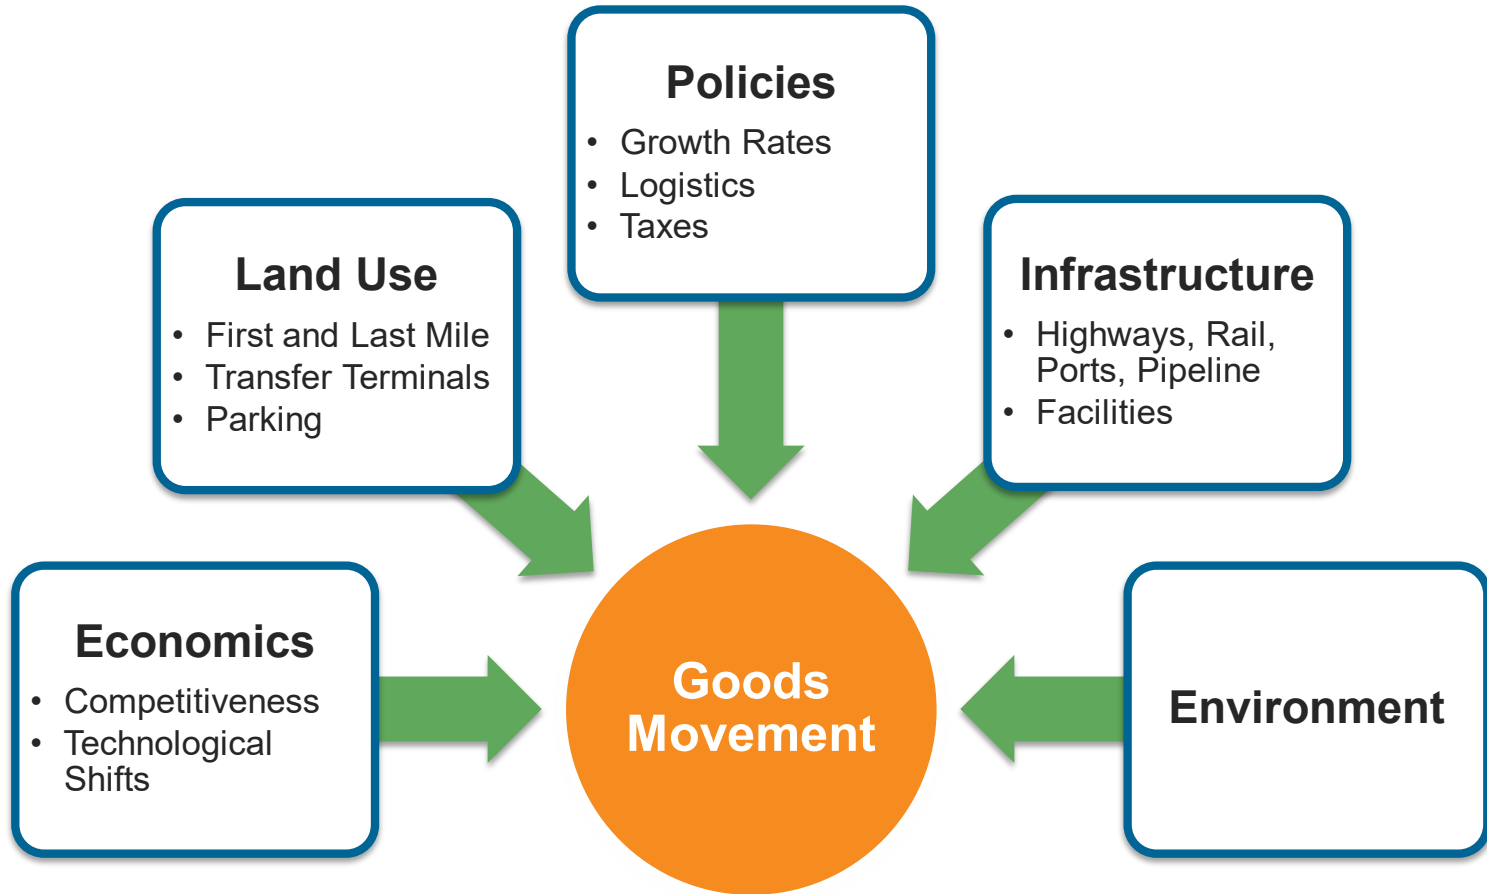 Policies
• Growth Rates
• Logistics
• Taxes
Land Use
• First and Last Mile
• Transfer Terminals
• Parking
Infrastructure
• Highways, Rail,
Ports, Pipeline
• Facilities
Economics
• Competitiveness
• Technological
Shifts
Goods
Movement
Environment